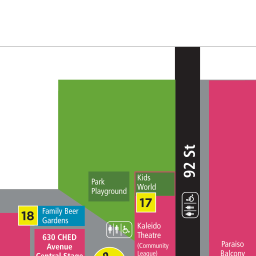 92 St
Park
Playground
Kids
World
17
18
Family Beer
Gardens
Kaleido
Theatre
(Community
League)
630 CHED
Avenue
Central Stage
Paraiso
Balcony